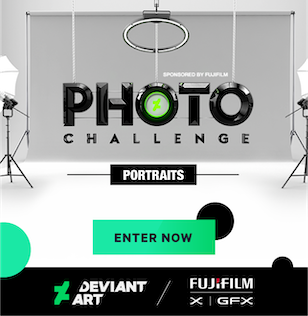 SPONSORED BY FUJIFILM
PHOTO
CHALLENGE
PORTRAITS
ENTER NOW
DEVIANT
ART
FUJIFILM
X | GFX